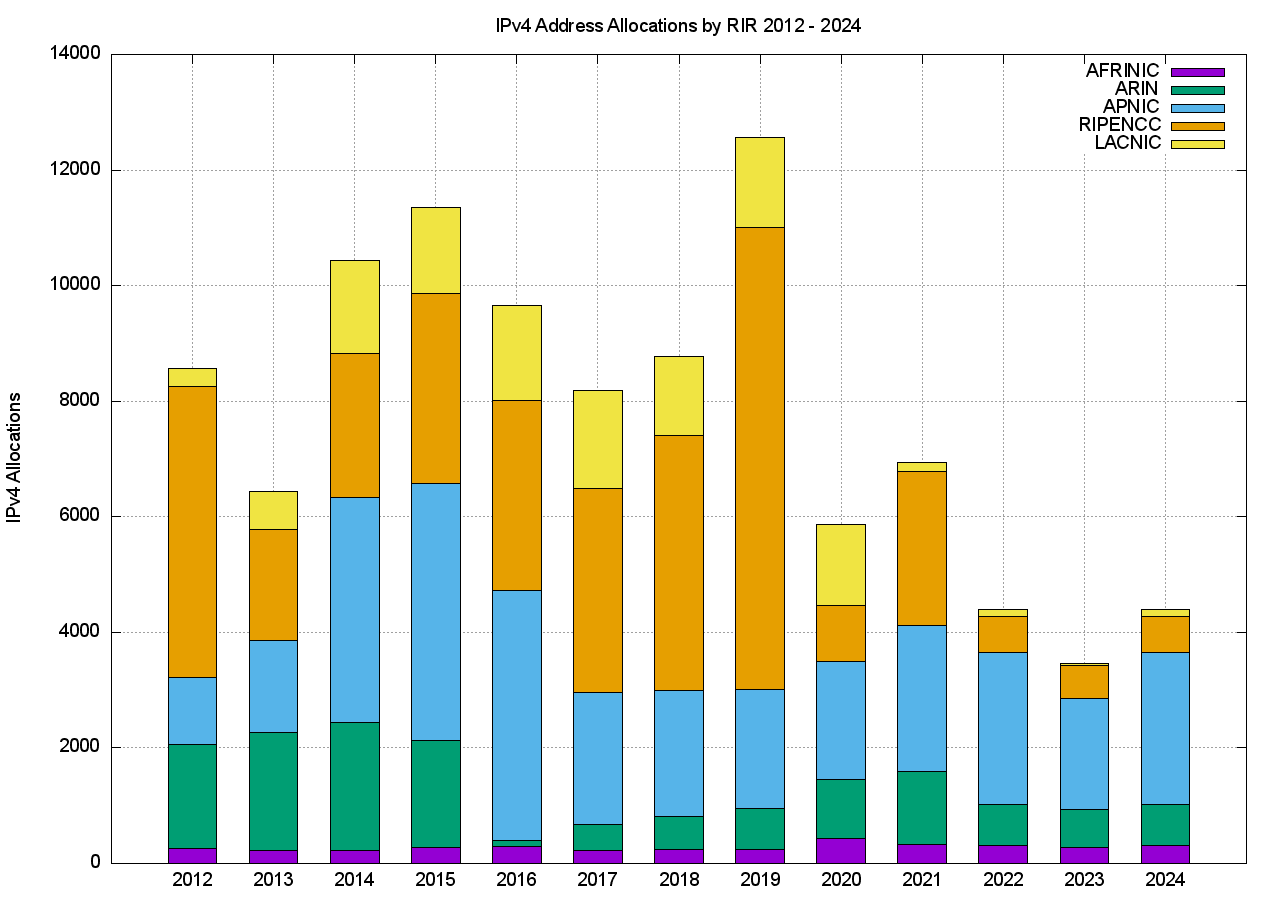 IPv4 Address Allocations by RIR 2012 - 2024
14000
12000
10000
8000
6000
4000
2000
0
IPv4 Allocations
AFRINIC
ARIN
APNIC
RIPENCC
LACNIC
2012 2013 2014 2015 2016 2017 2018 2019 2020 2021 2022 2023 2024